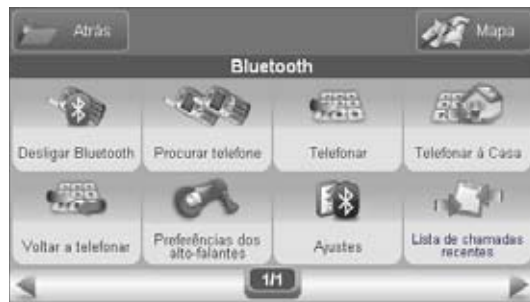 Atrás
Mapa
Bluetooth
Desligar Bluetooth
Procurar telefone
Telefonar
Telefonar à Casa
Voltar a telefonar
Preferências dos
alto-falantes
Ajustes
Lista de chamadas
recentes
1/1